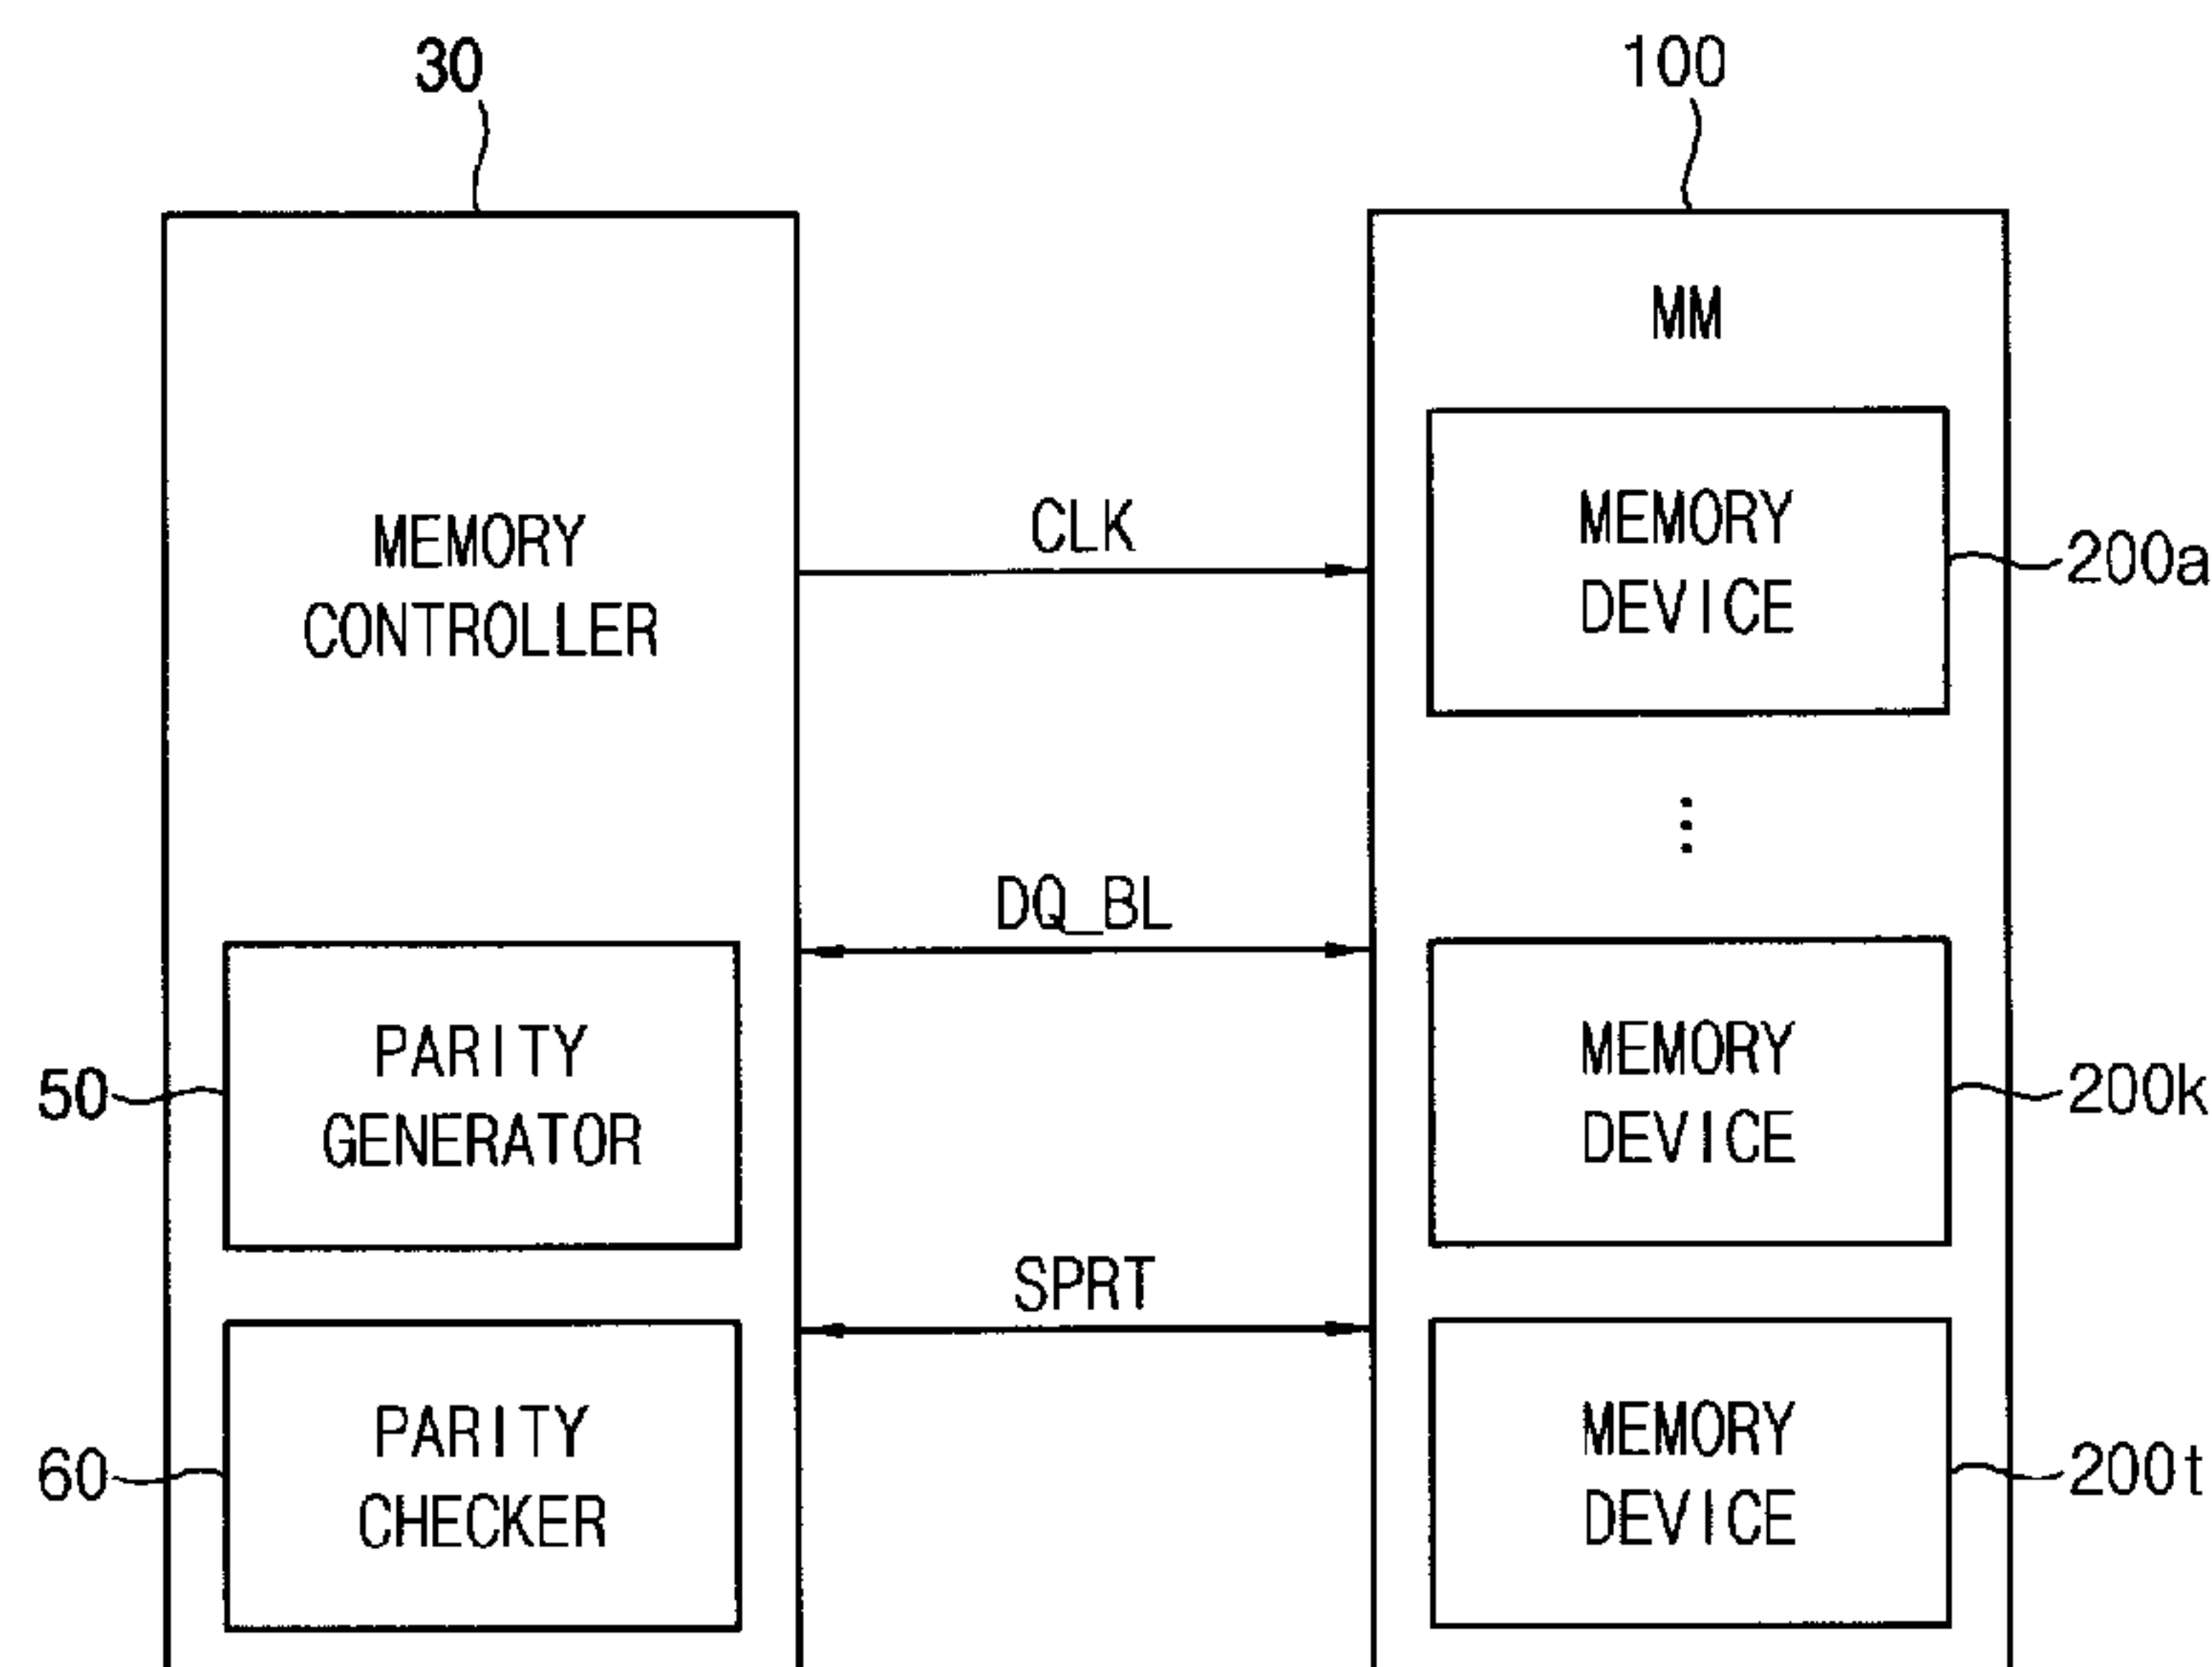 30
100
MM
MEMORY
CONTROLLER
CLK
MEMORY
DEVICE
200a
DQ_BL
50
PARITY
GENERATOR
MEMORY
DEVICE
200k
SPRT
60
PARITY
CHECKER
MEMORY
DEVICE
200t